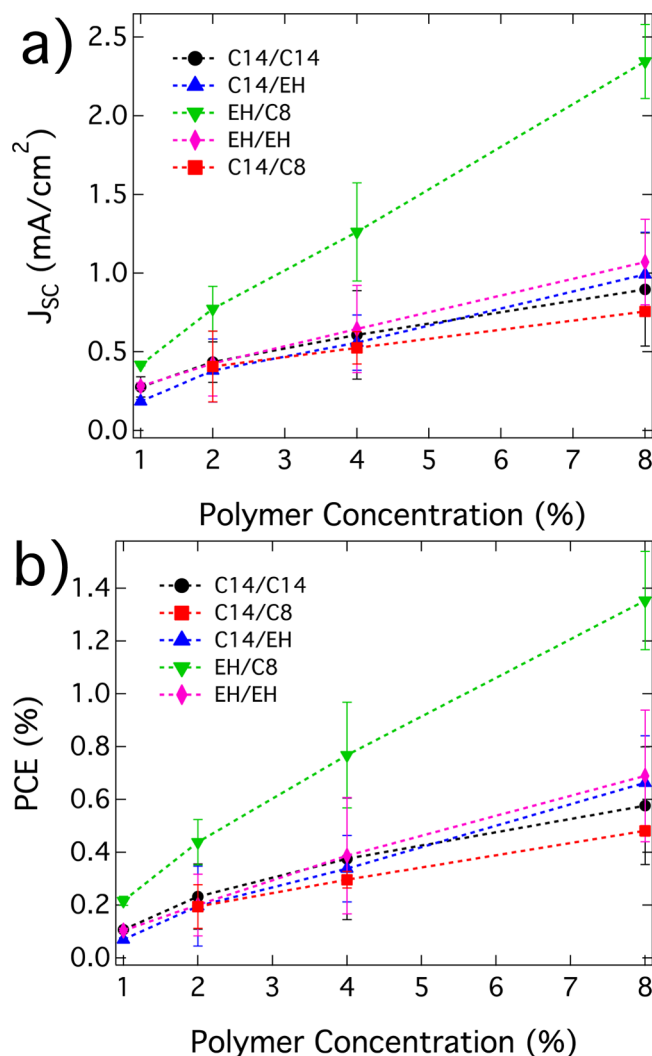 a)
2.5
2.0
1.5
1.0
0.5
0.0
J_SC (mA/cm²)
C14/C14
C14/EH
EH/C8
EH/EH
C14/C8
1 2 3 4 5 6 7 8
Polymer Concentration (%)
b)
1.4
1.2
1.0
0.8
0.6
0.4
0.2
0.0
PCE (%)
C14/C14
C14/C8
C14/EH
EH/C8
EH/EH
1 2 3 4 5 6 7 8
Polymer Concentration (%)